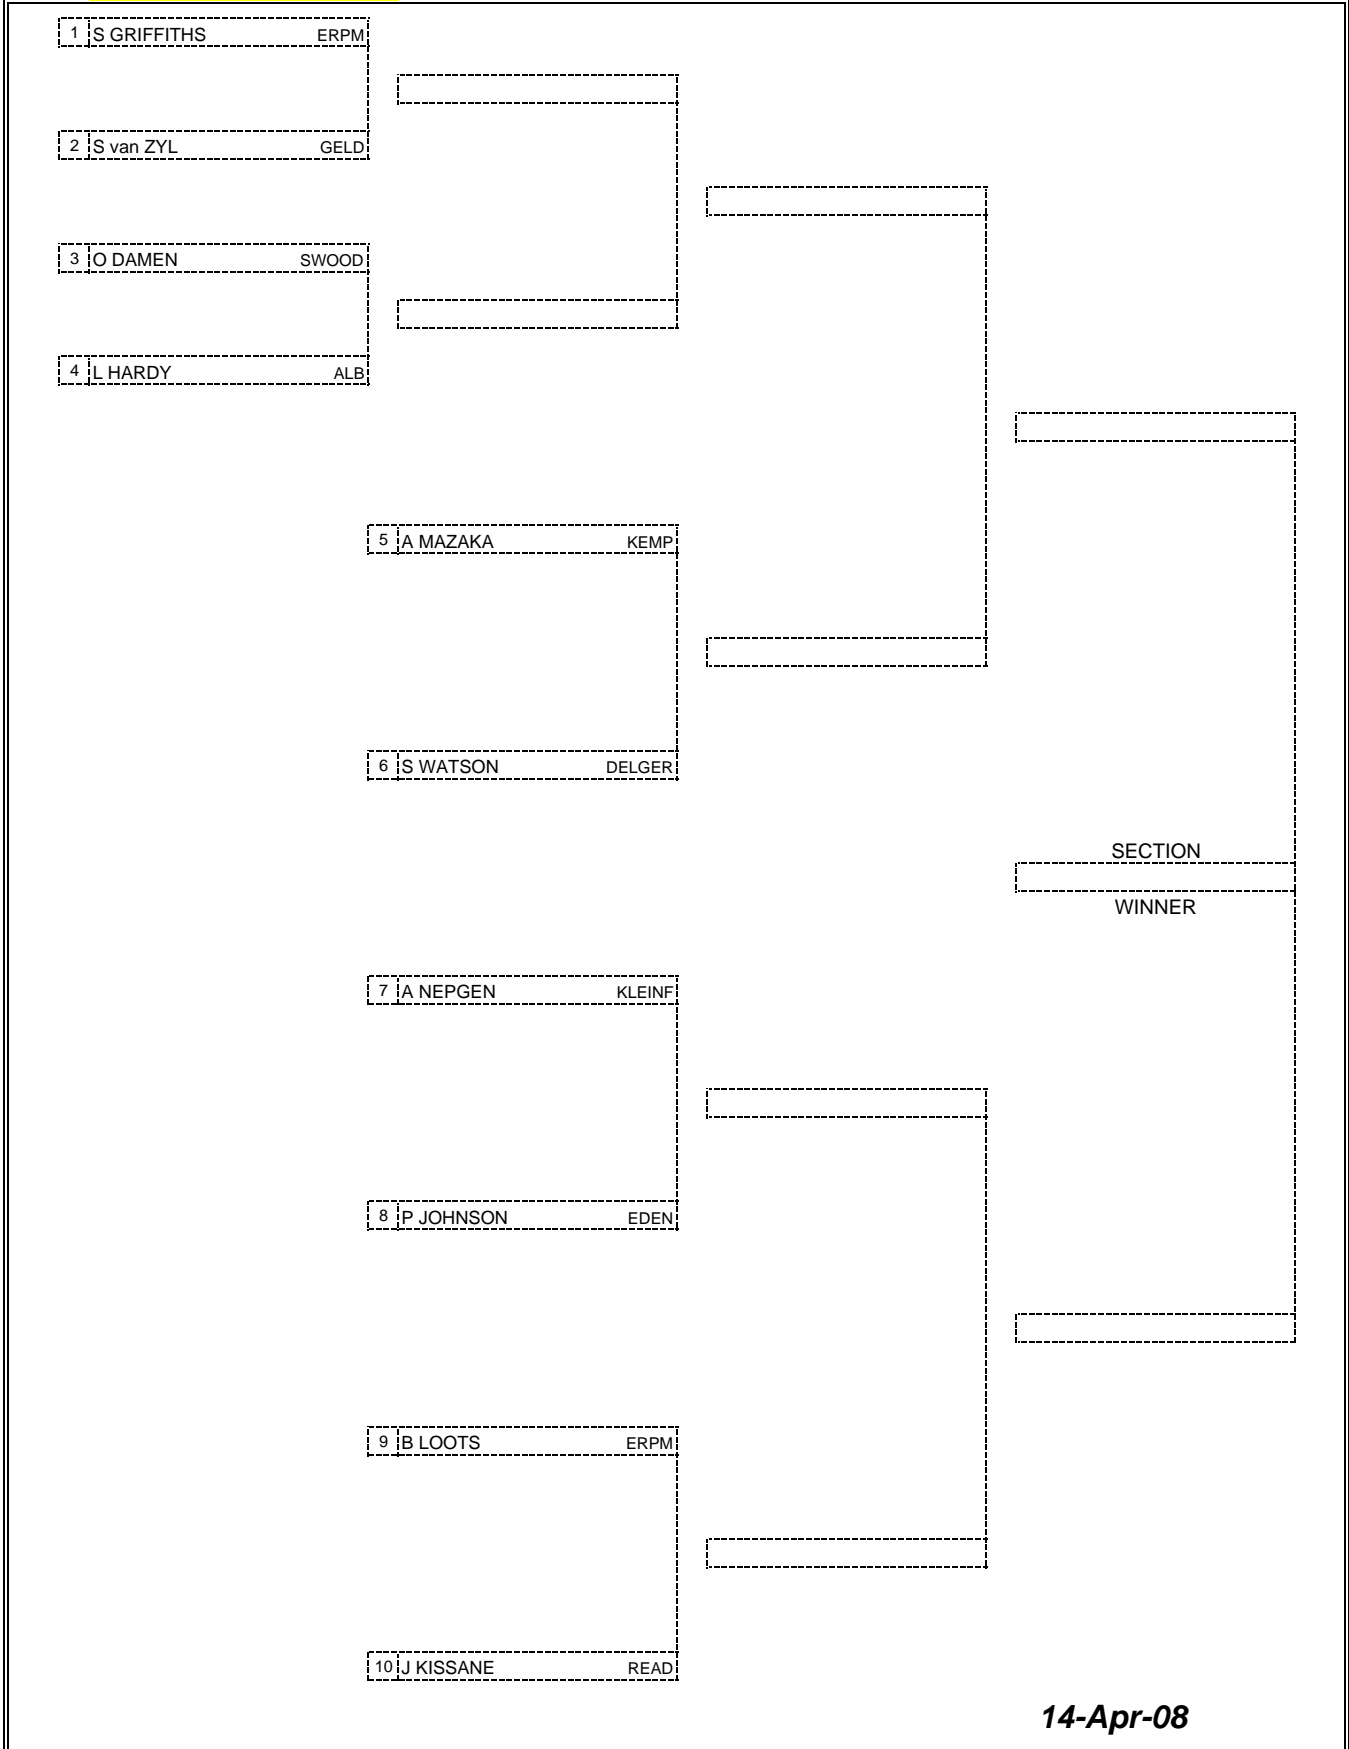 1 S GRIFFITHS ERPM
2 S van ZYL GELD
3 O DAMEN SWOOD
4 L HARDY ALB
5 A MAZAKA KEMP
6 S WATSON DELGER
SECTION
WINNER
7 A NEPGEN KLEINF
8 P JOHNSON EDEN
9 B LOOTS ERPM
10 J KISSANE READ
14-Apr-08